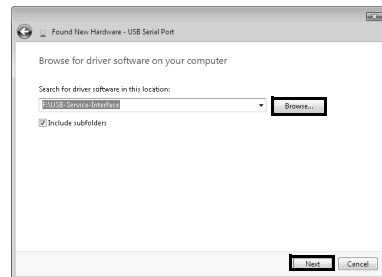 Found New Hardware - USB Serial Port
Browse for driver software on your computer
Search for driver software in this location:
F:\USB-Service-Interface
Browse...
Include subfolders
Next
Cancel